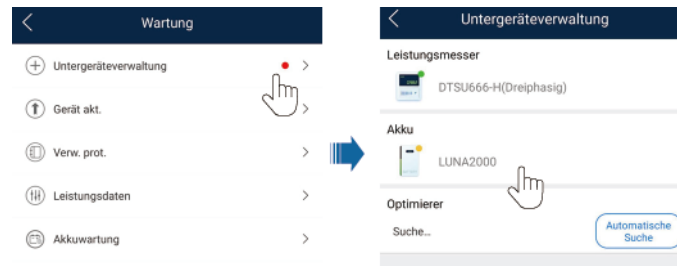 Wartung
Untergeräteverwaltung
Gerät akt.
Verw. prot.
Leistungsdaten
Akkuwartung
Untergeräteverwaltung
Leistungsmesser
DTSU666-H(Dreiphasig)
Akku
LUNA2000
Optimierer
Suche...
Automatische
Suche